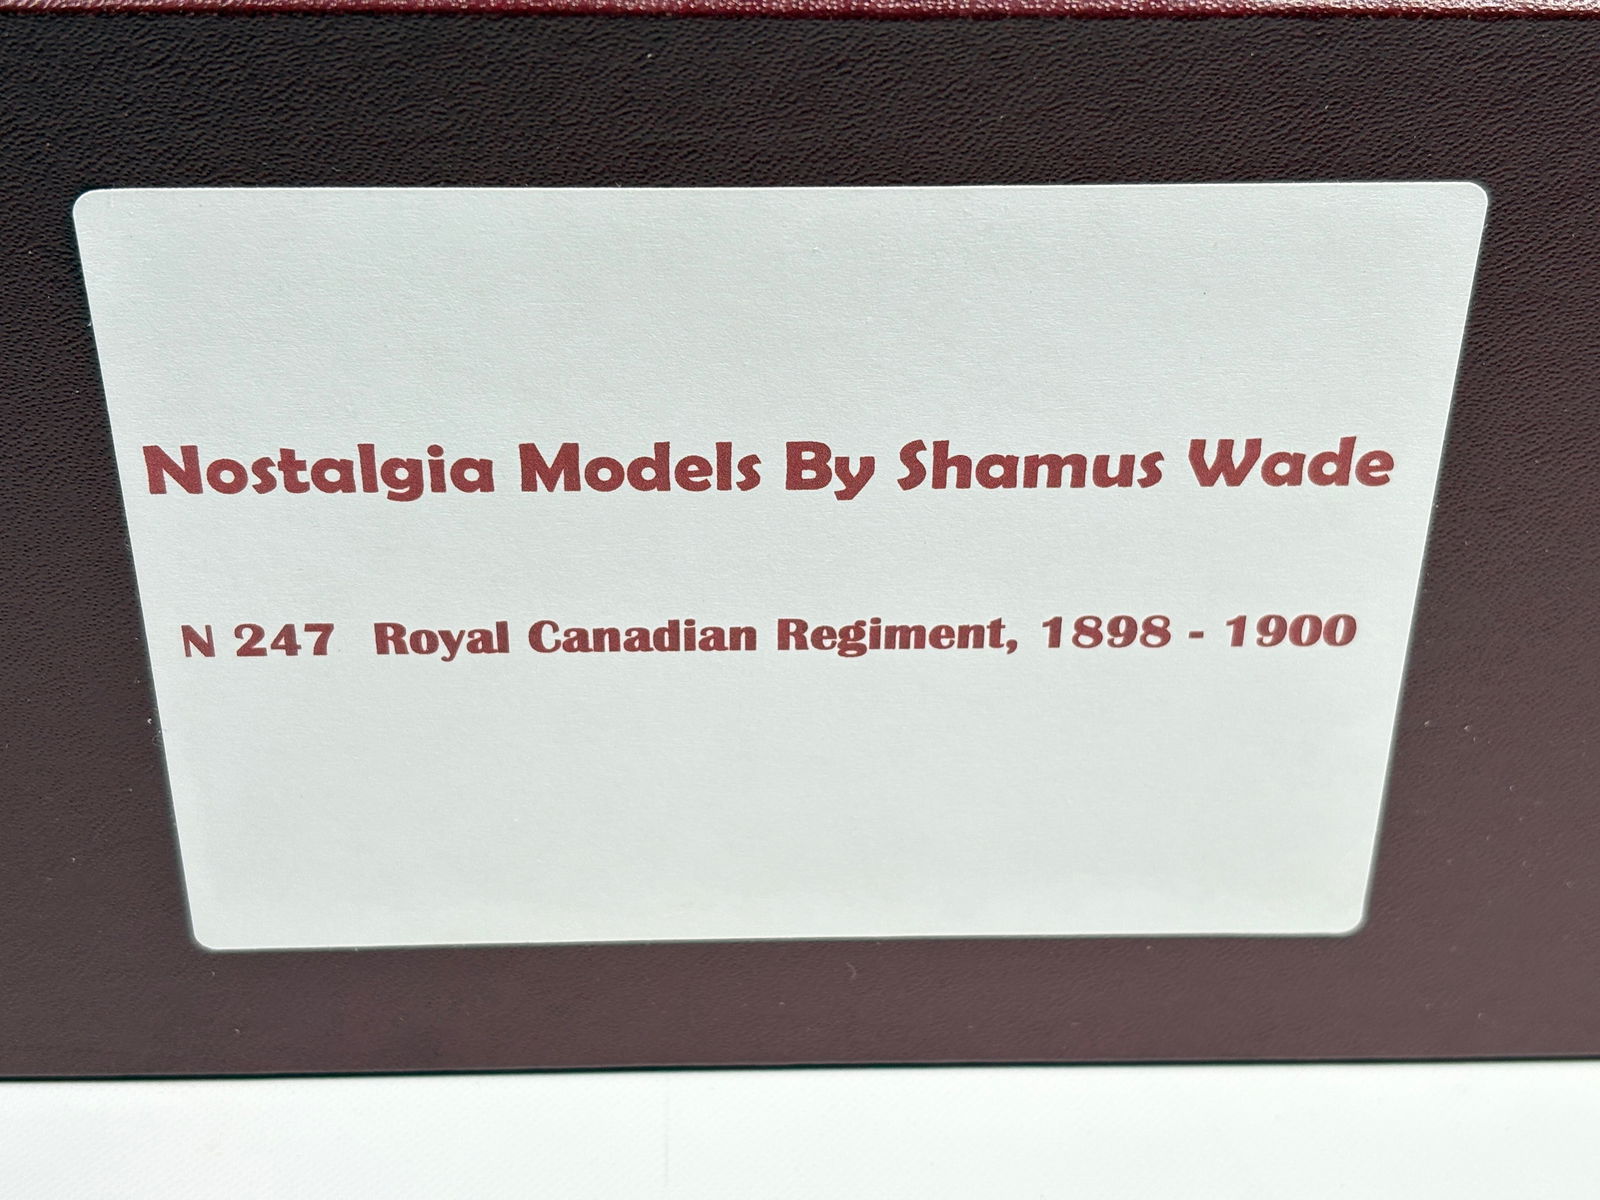 Nostalgia Models By Shamus Wade
N 247 Royal Canadian Regiment, 1898 - 1900